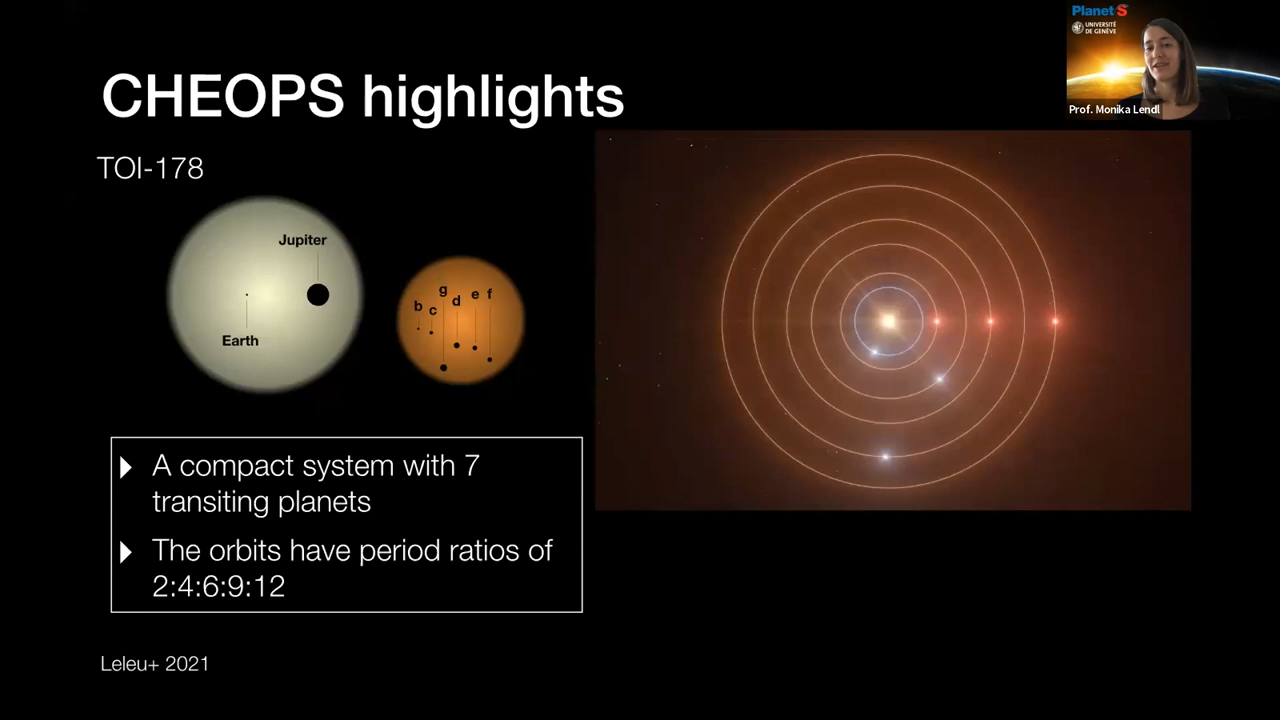 Planet S
UNIVERSITÉ
DE GENÈVE
Prof. Monika Lendl
CHEOPS highlights
TOI-178
Jupiter
Earth
b
c
g
d
e
f
A compact system with 7
transiting planets
The orbits have period ratios of
2:4:6:9:12
Leleu+ 2021